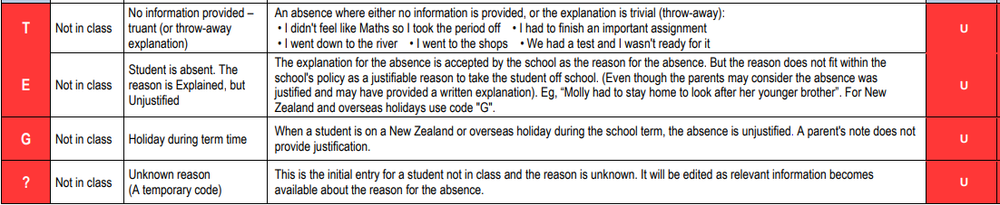 T
Not in class
No information provided –
truant (or throw-away
explanation)
An absence where either no information is provided, or the explanation is trivial (throw-away):
• I didn't feel like Maths so I took the period off • I had to finish an important assignment
• I went down to the river • I went to the shops • We had a test and I wasn't ready for it
U
E
Not in class
Student is absent. The
reason is Explained, but
Unjustified
The explanation for the absence is accepted by the school as the reason for the absence. But the reason does not fit within the
school's policy as a justifiable reason to take the student off school. (Even though the parents may consider the absence was
justified and may have provided a written explanation). Eg, “Molly had to stay home to look after her younger brother”. For New
Zealand and overseas holidays use code "G".
U
G
Not in class
Holiday during term time
When a student is on a New Zealand or overseas holiday during the school term, the absence is unjustified. A parent's note does not
provide justification.
U
?
Not in class
Unknown reason
(A temporary code)
This is the initial entry for a student not in class and the reason is unknown. It will be edited as relevant information becomes
available about the reason for the absence.
U